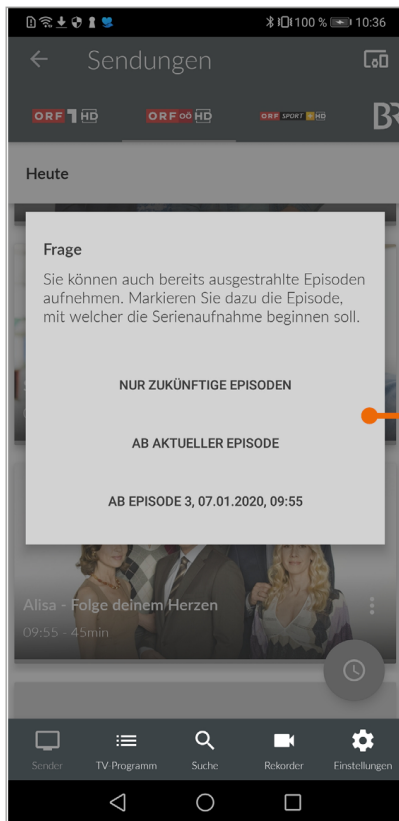 100 % 10:36
Sendungen
ORF 1 HD ORF OÖ HD ORF SPORT + HD BR
Heute
Frage
Sie können auch bereits ausgestrahlte Episoden
aufnehmen. Markieren Sie dazu die Episode,
mit welcher die Serienaufnahme beginnen soll.
NUR ZUKÜNFTIGE EPISODEN
AB AKTUELLER EPISODE
AB EPISODE 3, 07.01.2020, 09:55
Alisa - Folge deinem Herzen
09:55 - 45min
Sender TV-Programm Suche Rekorder Einstellungen